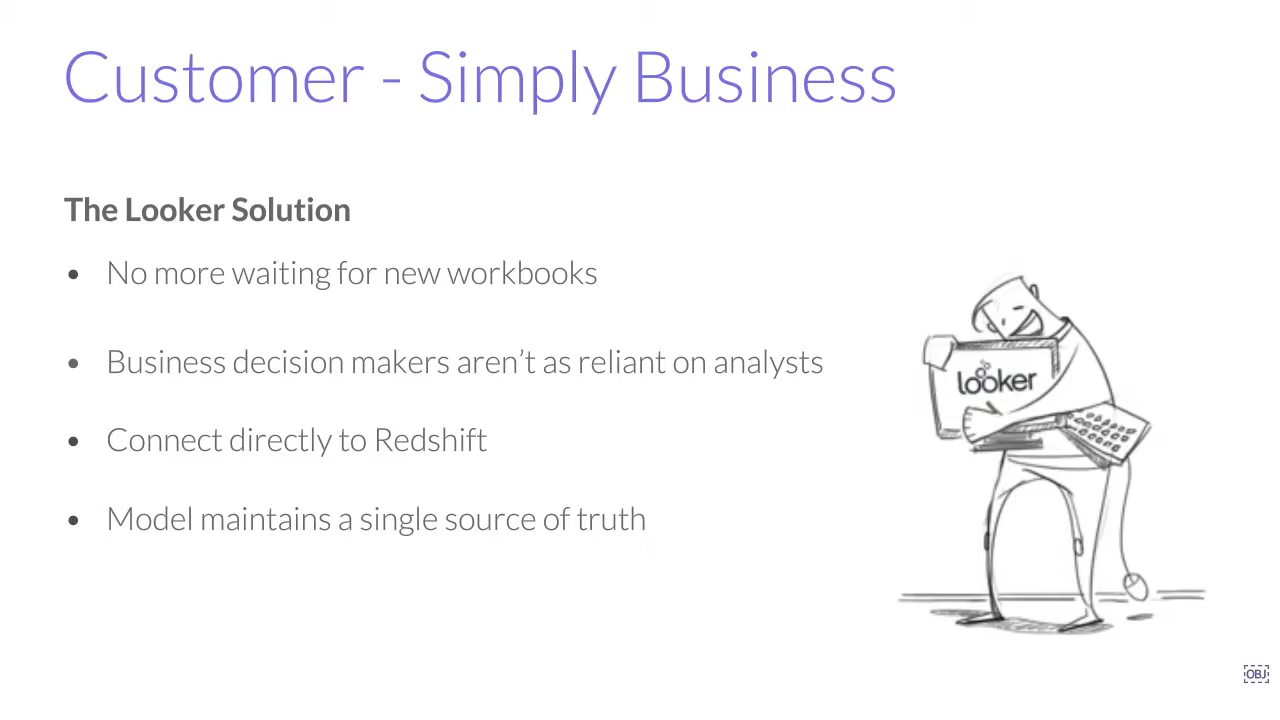 Customer - Simply Business
The Looker Solution
• No more waiting for new workbooks
• Business decision makers aren’t as reliant on analysts
• Connect directly to Redshift
• Model maintains a single source of truth
looker
OBJ